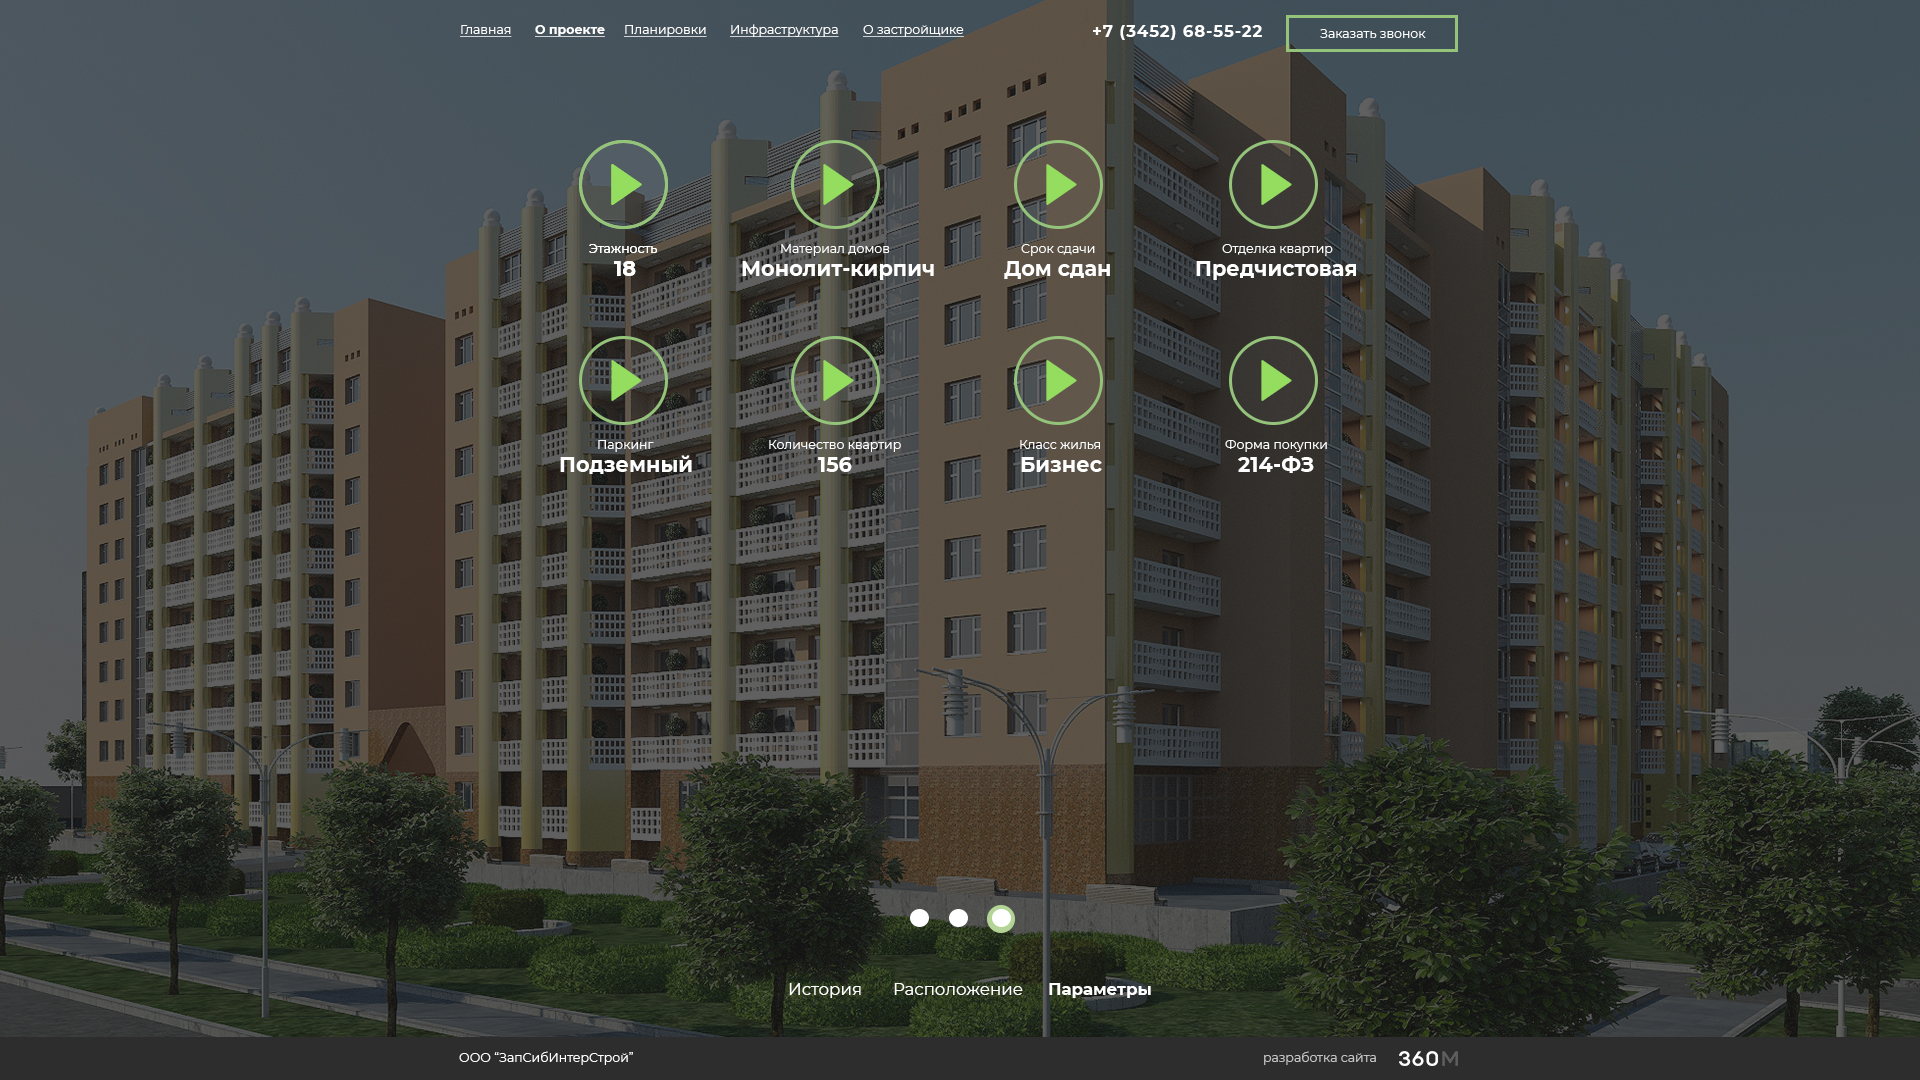 Главная О проекте Планировки Инфраструктура О застройщике +7 (3452) 68-55-22 Заказать звонок
Этажность Материал домов Срок сдачи Отделка квартир
18 Монолит-кирпич Дом сдан Предчистовая
Паркинг Количество квартир Класс жилья Форма покупки
Подземный 156 Бизнес 214-ФЗ
История Расположение Параметры
ООО “ЗапСибИнтерСтрой” разработка сайта 360М